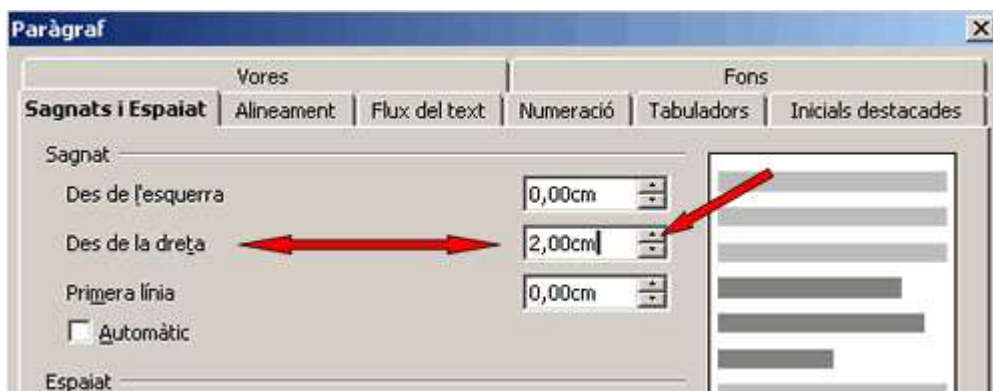 Paràgraf
Vores Fons
Sagnats i Espaiat Alineament Flux del text Numeració Tabuladors Inicials destacades
Sagnat
Des de l'esquerra 0,00cm
Des de la dreta 2,00cm
Primera línia 0,00cm
Automàtic
Espaiat